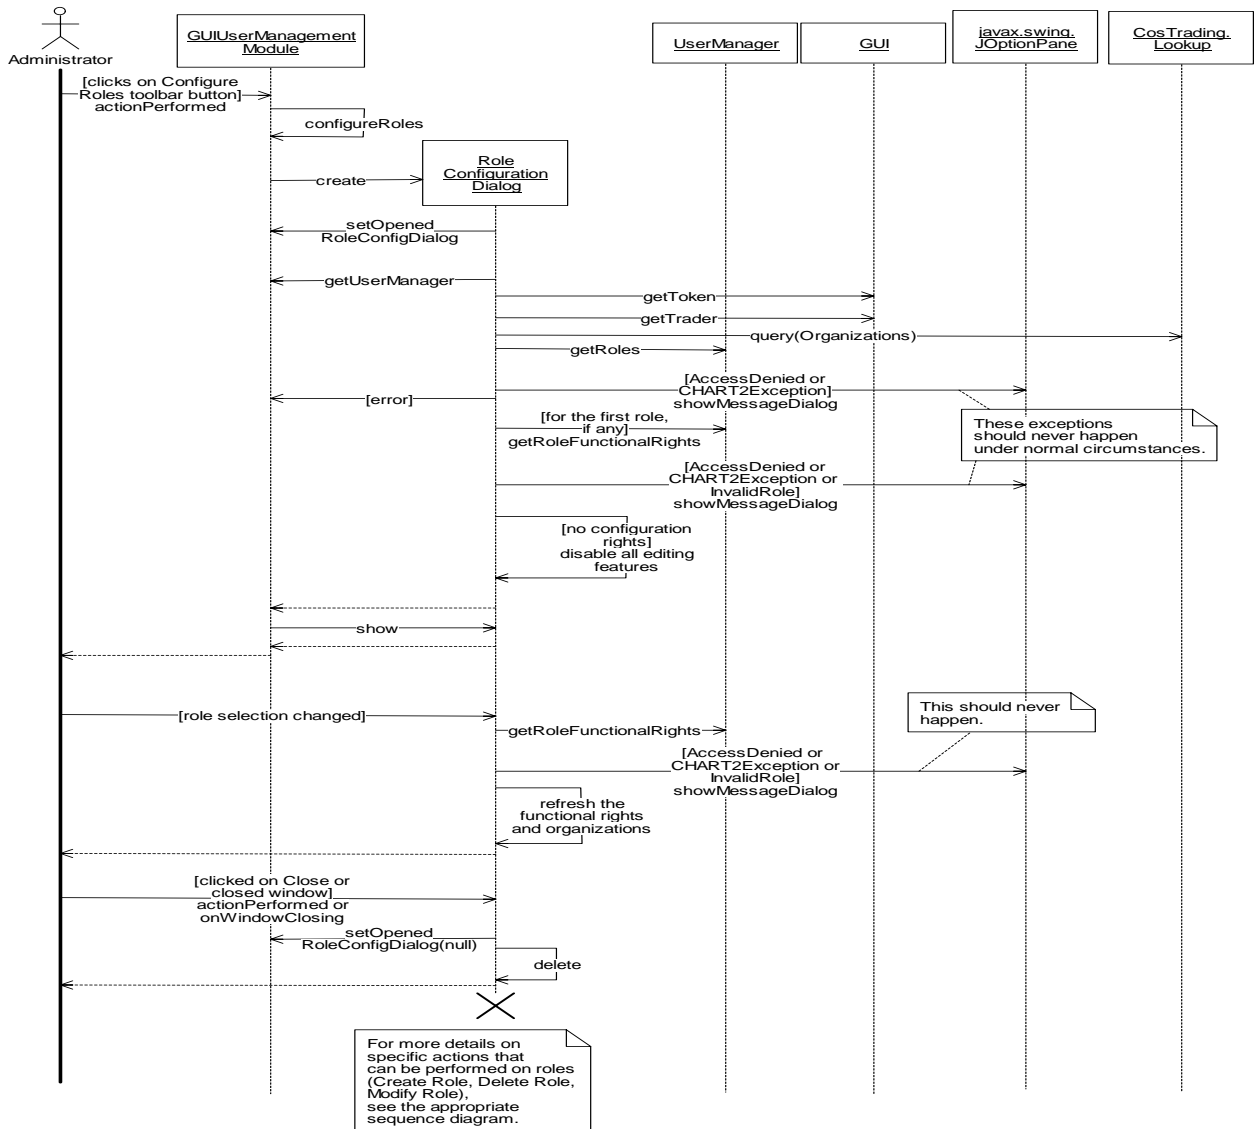 Administrator
GUIUserManagement
Module
UserManager
GUI
javax.swing.
JOptionPane
CosTrading.
Lookup
[clicks on Configure
Roles toolbar button]
actionPerformed
configureRoles
create
Role
Configuration
Dialog
setOpened
RoleConfigDialog
getUserManager
getToken
getTrader
query(Organizations)
getRoles
[AccessDenied or
CHART2Exception]
showMessageDialog
[error]
[for the first role,
if any]
getRoleFunctionalRights
These exceptions
should never happen
under normal circumstances.
[AccessDenied or
CHART2Exception or
InvalidRole]
showMessageDialog
[no configuration
rights]
disable all editing
features
show
[role selection changed]
getRoleFunctionalRights
This should never
happen.
[AccessDenied or
CHART2Exception or
InvalidRole]
showMessageDialog
refresh the
functional rights
and organizations
[clicked on Close or
closed window]
actionPerformed or
onWindowClosing
setOpened
RoleConfigDialog(null)
delete
For more details on
specific actions that
can be performed on roles
(Create Role, Delete Role,
Modify Role),
see the appropriate
sequence diagram.